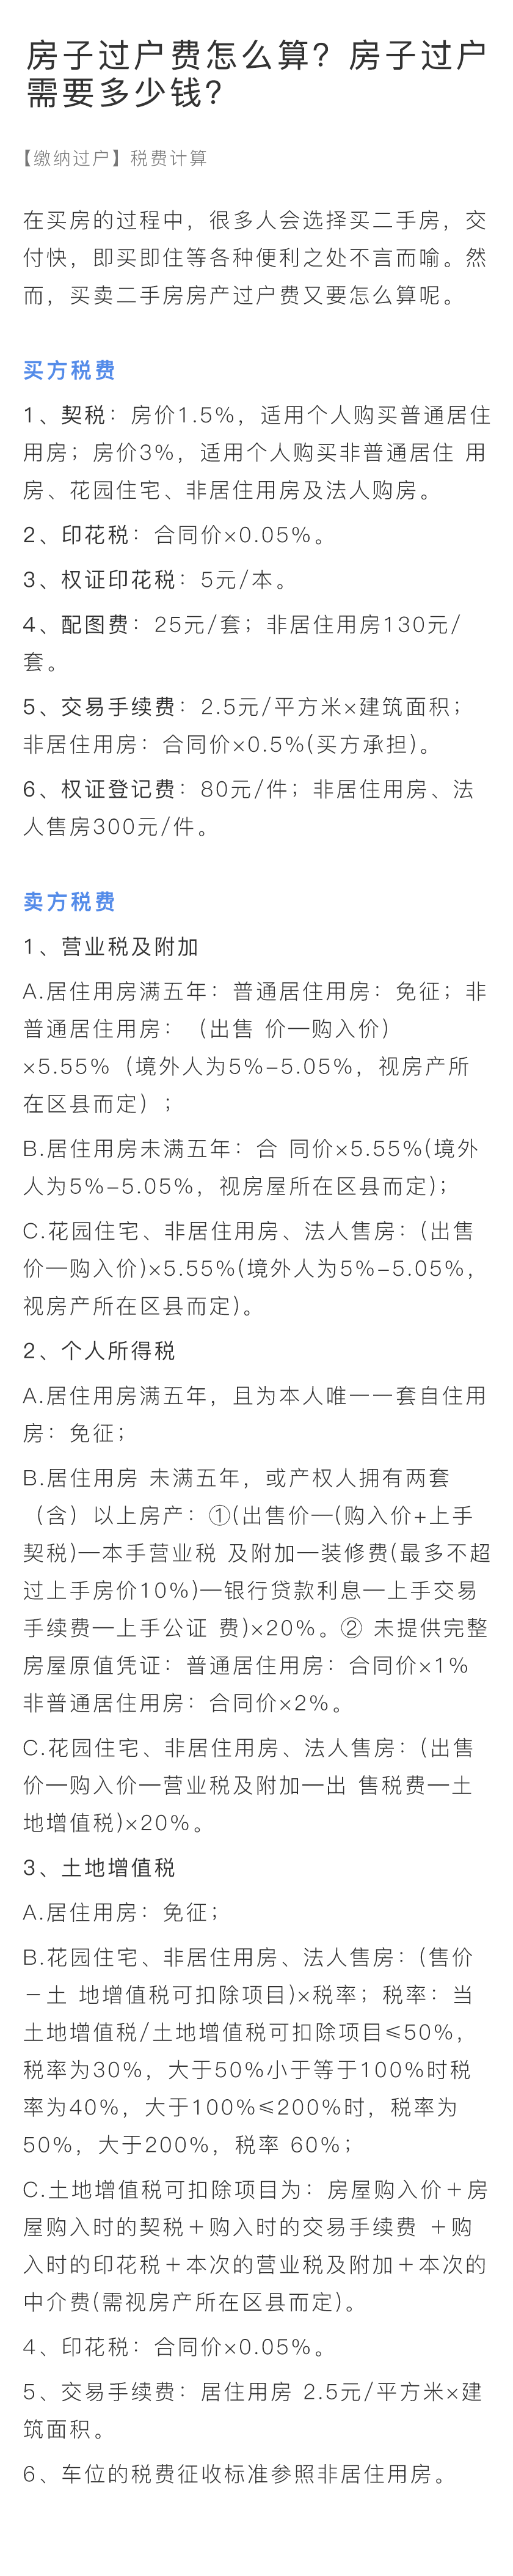 房子过户费怎么算？房子过户
需要多少钱？
【缴纳过户】税费计算
在买房的过程中，很多人会选择买二手房，交
付快，即买即住等各种便利之处不言而喻。然
而，买卖二手房房产过户费又要怎么算呢。
买方税费
1、契税：房价1.5%，适用个人购买普通居住
用房；房价3%，适用个人购买非普通居住 用
房、花园住宅、非居住用房及法人购房。
2、印花税：合同价×0.05%。
3、权证印花税：5元/本。
4、配图费：25元/套；非居住用房130元/
套。
5、交易手续费：2.5元/平方米×建筑面积；
非居住用房：合同价×0.5%(买方承担)。
6、权证登记费：80元/件；非居住用房、法
人售房300元/件。
卖方税费
1、营业税及附加
A.居住用房满五年：普通居住用房：免征；非
普通居住用房：（出售 价—购入价）
×5.55%（境外人为5%-5.05%，视房产所
在区县而定）；
B.居住用房未满五年：合 同价×5.55%(境外
人为5%-5.05%，视房屋所在区县而定)；
C.花园住宅、非居住用房、法人售房：(出售
价—购入价)×5.55%(境外人为5%-5.05%，
视房产所在区县而定)。
2、个人所得税
A.居住用房满五年，且为本人唯一一套自住用
房：免征；
B.居住用房 未满五年，或产权人拥有两套
（含）以上房产：①(出售价—(购入价+上手
契税)—本手营业税 及附加—装修费(最多不超
过上手房价10%)—银行贷款利息—上手交易
手续费—上手公证 费)×20%。② 未提供完整
房屋原值凭证：普通居住用房：合同价×1%
非普通居住用房：合同价×2%。
C.花园住宅、非居住用房、法人售房：(出售
价—购入价—营业税及附加—出 售税费—土
地增值税)×20%。
3、土地增值税
A.居住用房：免征；
B.花园住宅、非居住用房、法人售房：(售价
－土 地增值税可扣除项目)×税率；税率：当
土地增值税/土地增值税可扣除项目≤50%，
税率为30%，大于50%小于等于100%时税
率为40%，大于100%≤200%时，税率为
50%，大于200%，税率 60%；
C.土地增值税可扣除项目为：房屋购入价＋房
屋购入时的契税＋购入时的交易手续费 ＋购
入时的印花税＋本次的营业税及附加＋本次的
中介费(需视房产所在区县而定)。
4、印花税：合同价×0.05%。
5、交易手续费：居住用房 2.5元/平方米×建
筑面积。
6、车位的税费征收标准参照非居住用房。